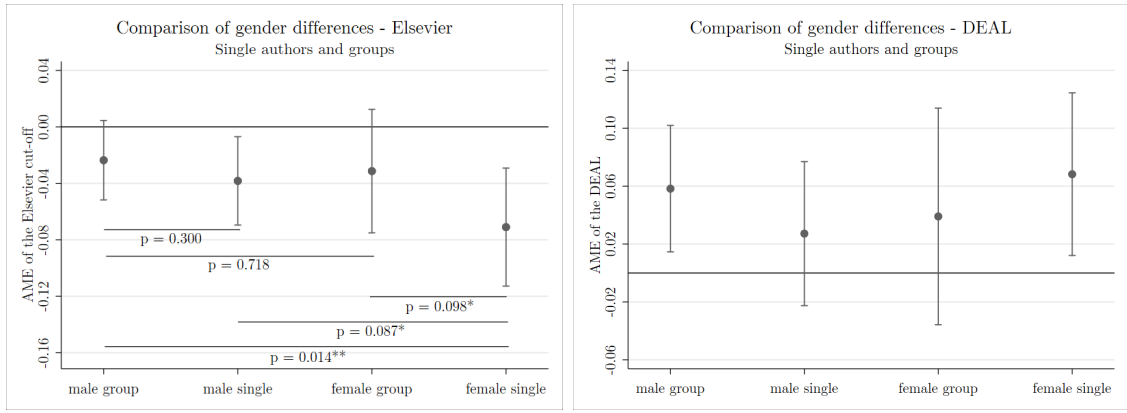 Comparison of gender differences - Elsevier
Single authors and groups
AME of the Elsevier cut-off
0.04
0.00
-0.04
-0.08
-0.12
-0.16
p = 0.300
p = 0.718
p = 0.098*
p = 0.087*
p = 0.014**
male group
male single
female group
female single
Comparison of gender differences - DEAL
Single authors and groups
AME of the DEAL
0.14
0.10
0.06
0.02
-0.02
-0.06
male group
male single
female group
female single